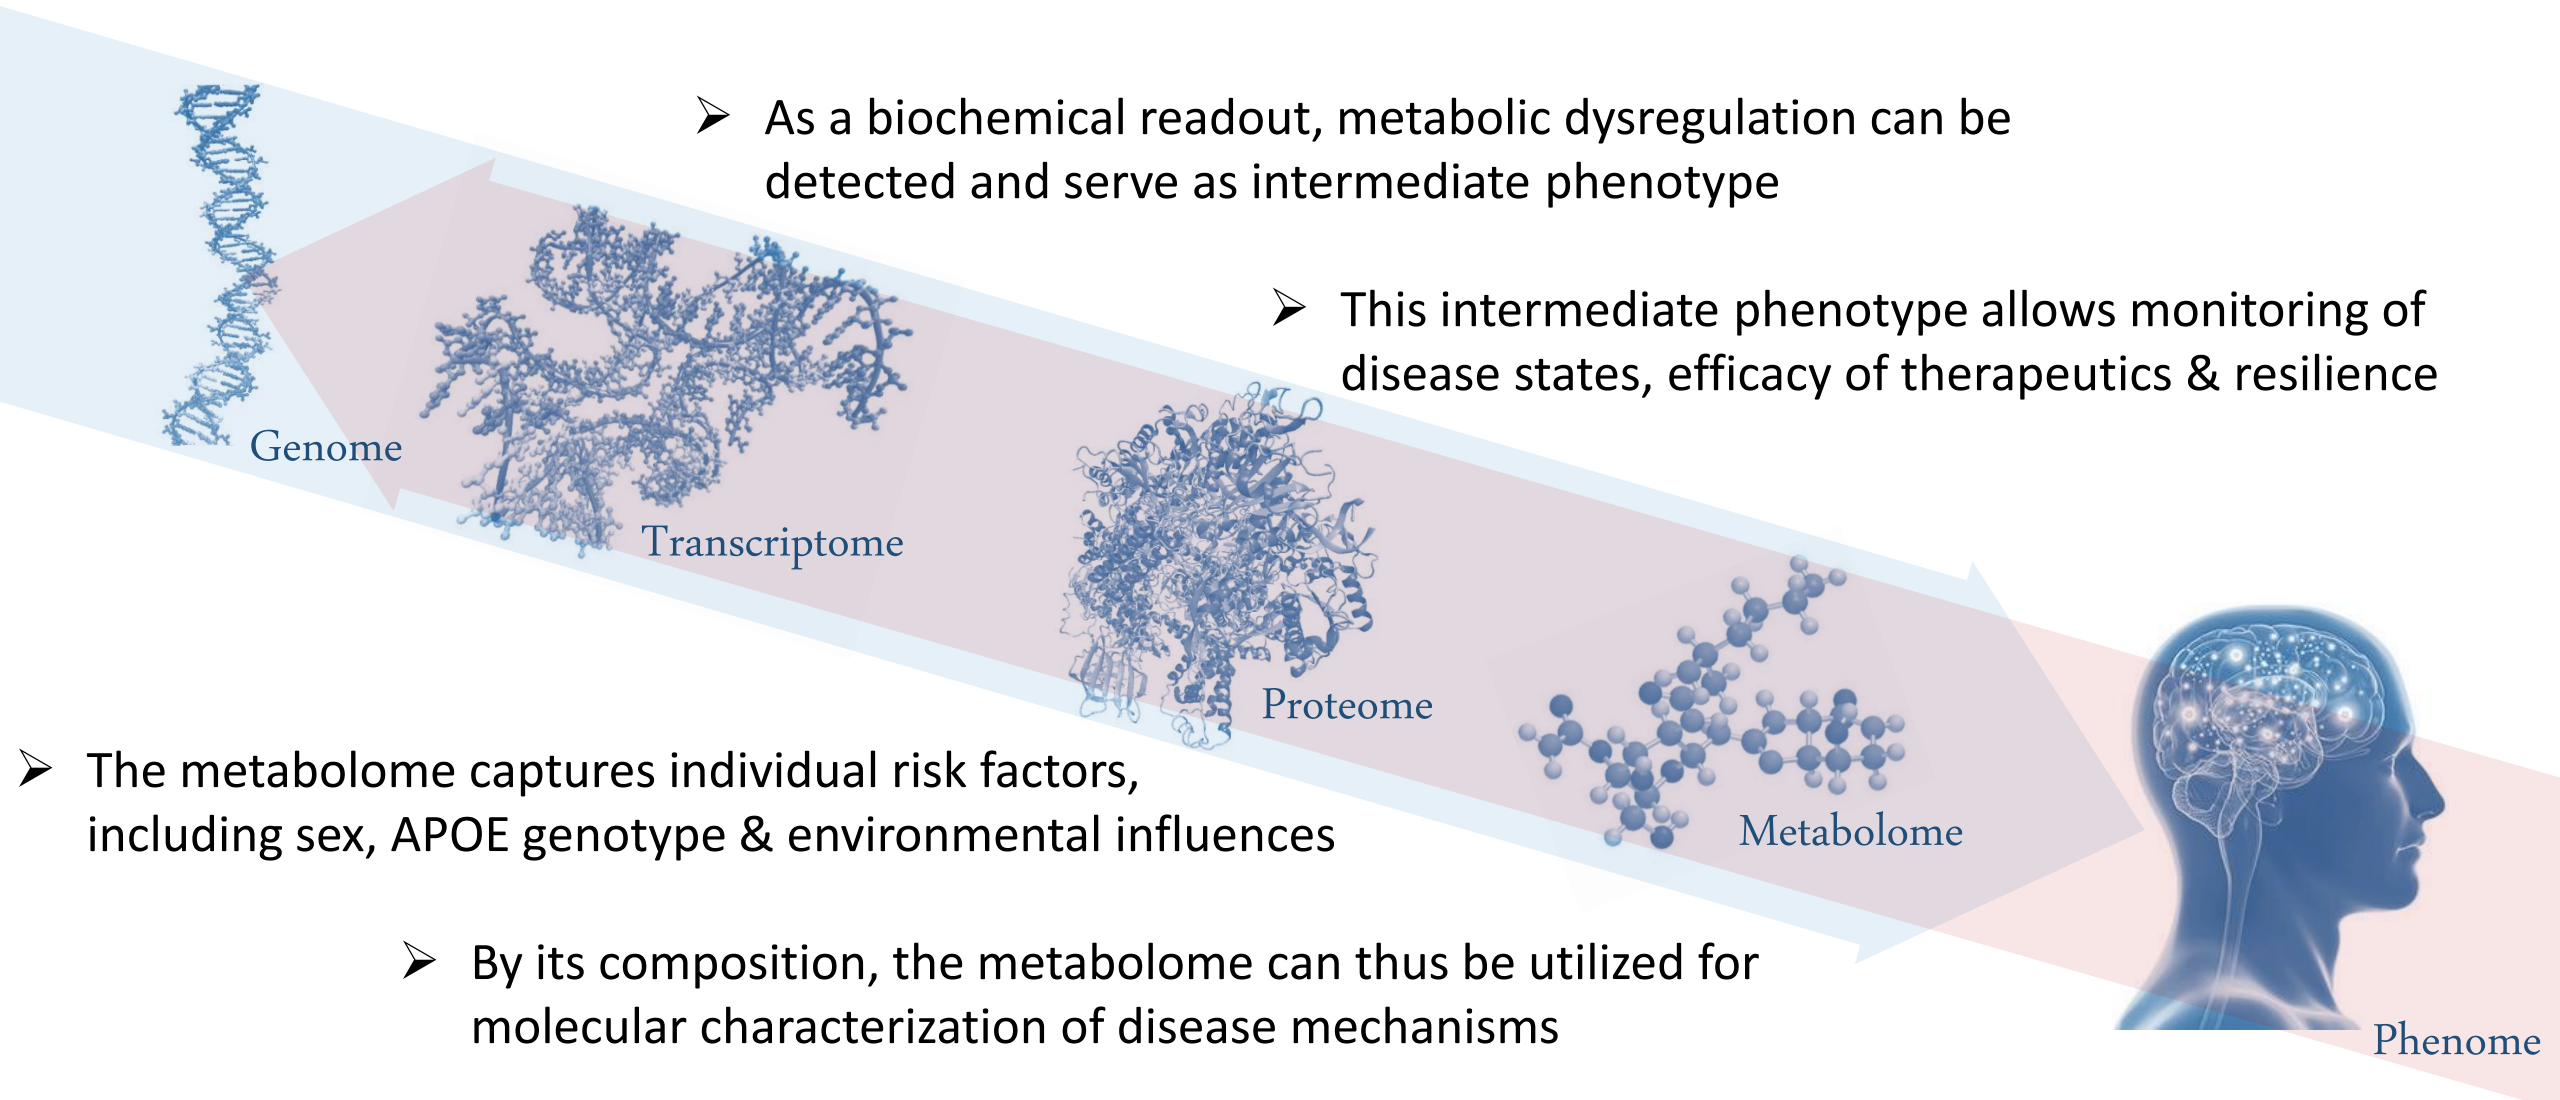 ➢ As a biochemical readout, metabolic dysregulation can be
detected and serve as intermediate phenotype
➢ This intermediate phenotype allows monitoring of
disease states, efficacy of therapeutics & resilience
Genome
Transcriptome
Proteome
Metabolome
Phenome
➢ The metabolome captures individual risk factors,
including sex, APOE genotype & environmental influences
➢ By its composition, the metabolome can thus be utilized for
molecular characterization of disease mechanisms